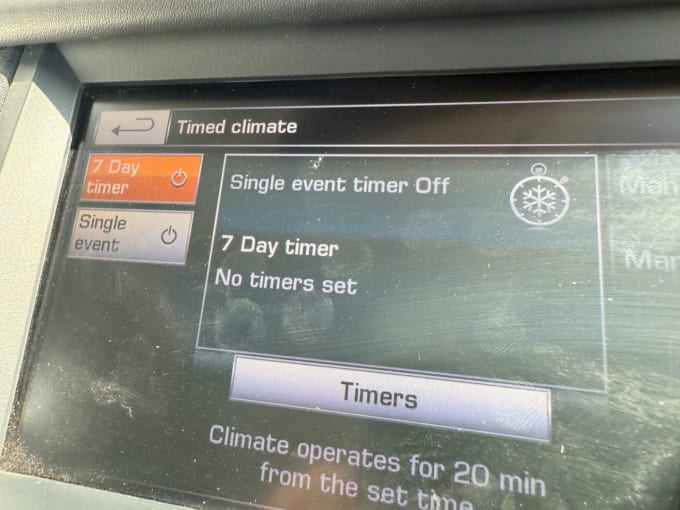 Timed climate
7 Day
timer
Single
event
Single event timer Off
7 Day timer
No timers set
Timers
Climate operates for 20 min
from the set time